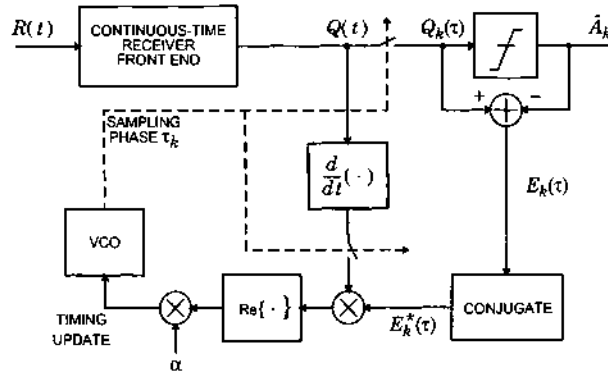 R(t)
CONTINUOUS-TIME
RECEIVER
FRONT END
Q(t)
Q_k(τ)
Â_k
+
−
SAMPLING
PHASE τ_k
d/dt(·)
E_k(τ)
VCO
TIMING
UPDATE
α
Re{·}
E_k^*(τ)
CONJUGATE